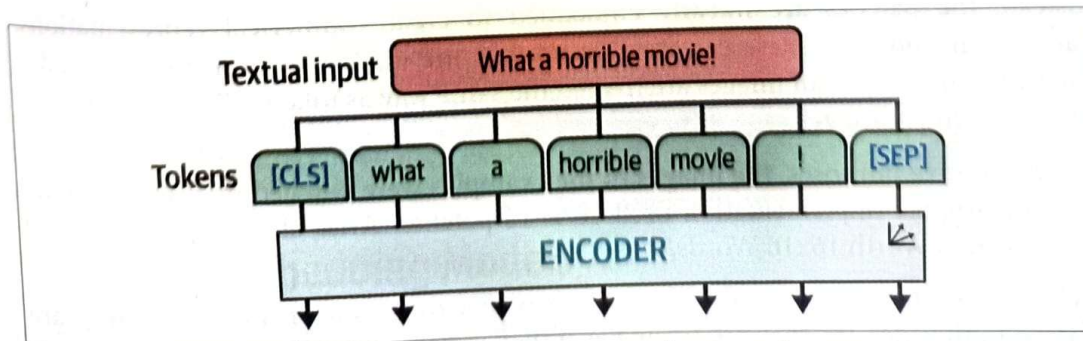 Textual input What a horrible movie!
Tokens [CLS] what a horrible movie ! [SEP]
ENCODER